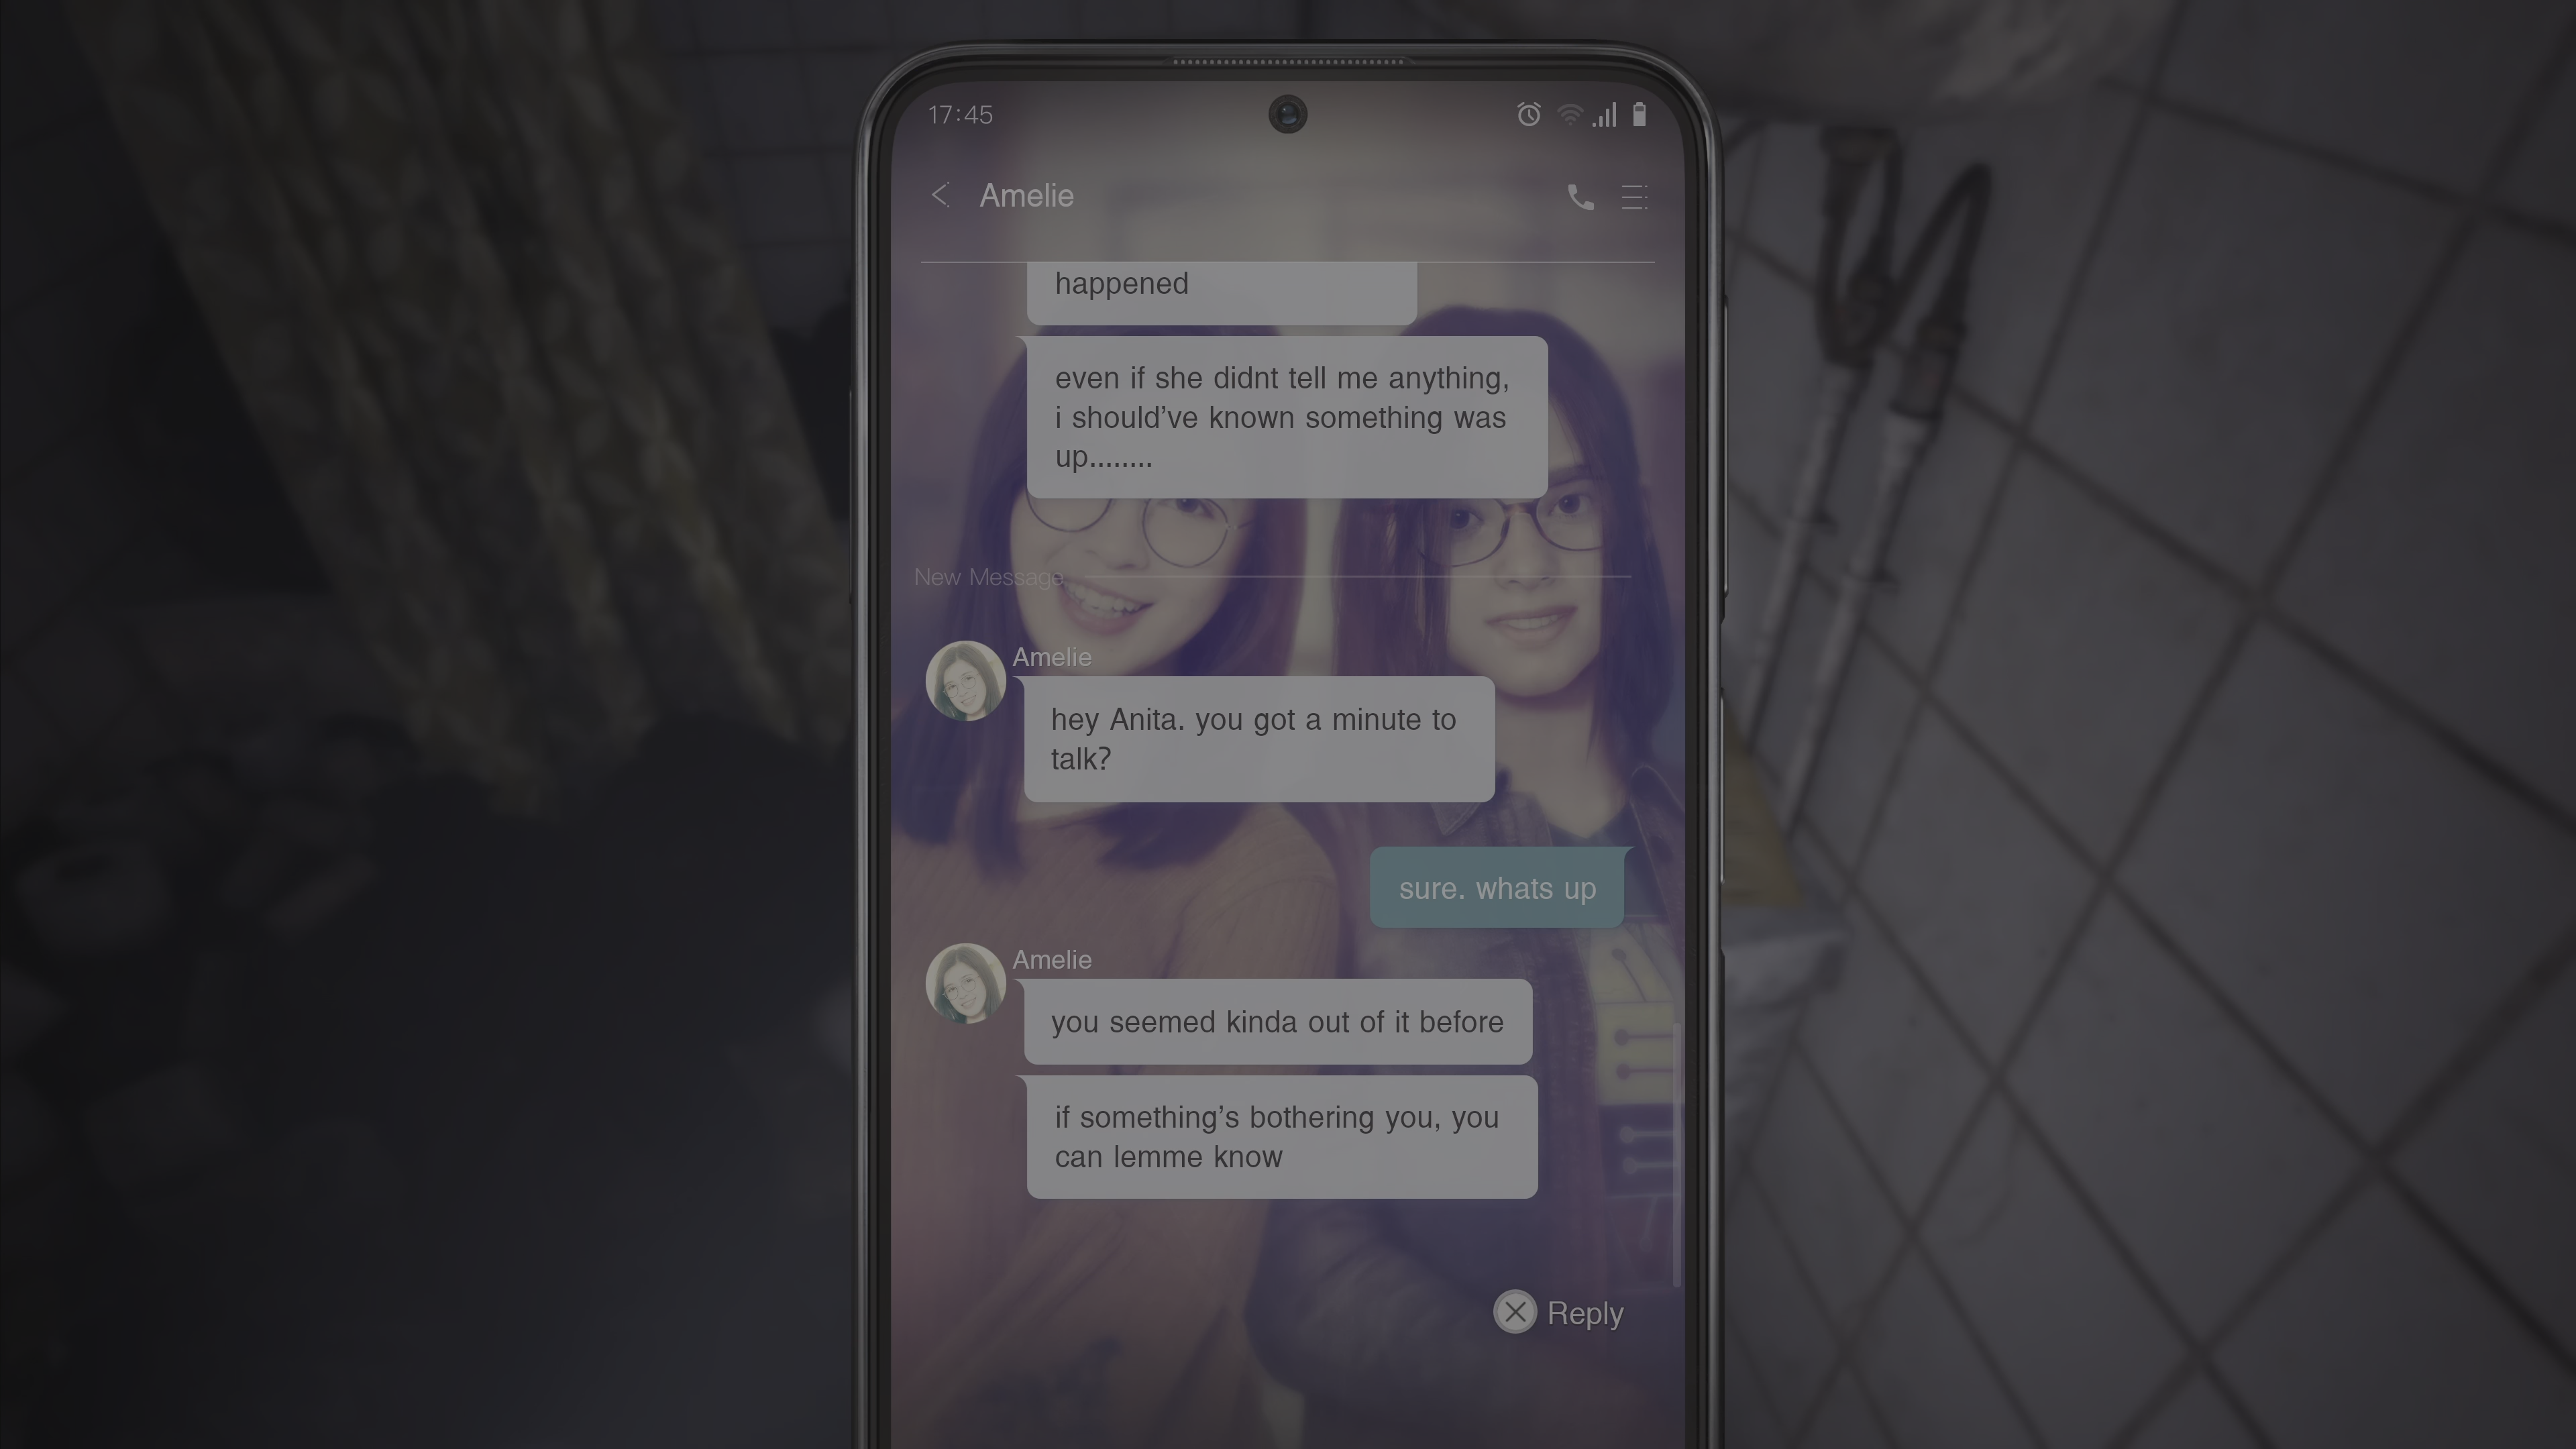 17:45
Amelie
happened
even if she didnt tell me anything,
i should’ve known something was
up........
New Message
Amelie
hey Anita. you got a minute to
talk?
sure. whats up
Amelie
you seemed kinda out of it before
if something’s bothering you, you
can lemme know
Reply